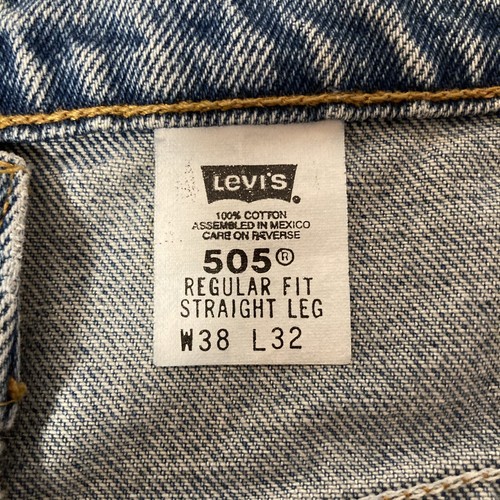 LEVI'S
100% COTTON
ASSEMBLED IN MEXICO
CARE ON REVERSE
505®
REGULAR FIT
STRAIGHT LEG
W38 L32